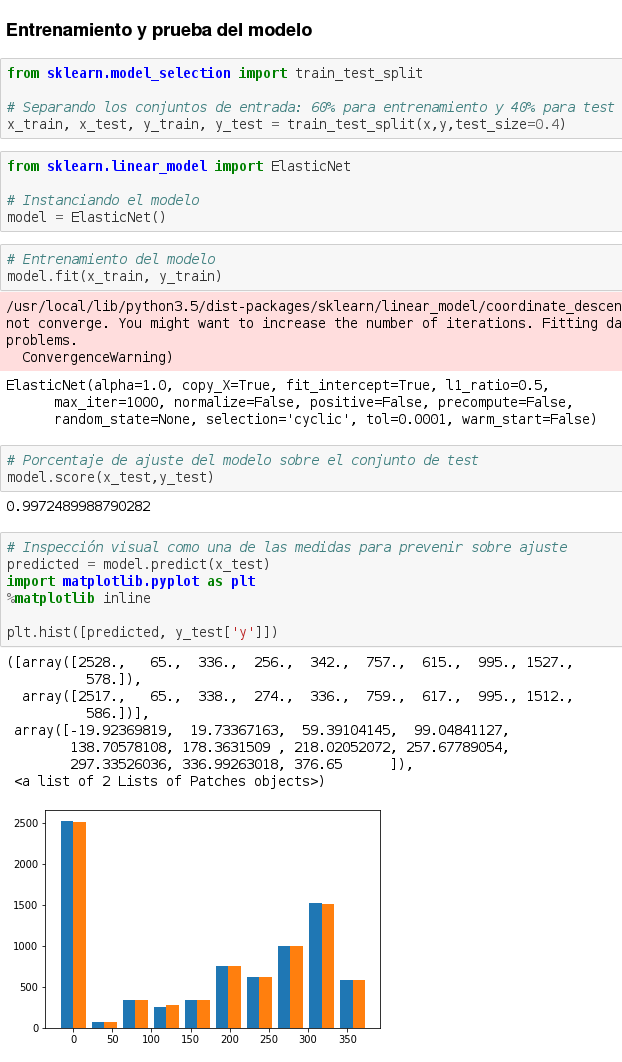 Entrenamiento y prueba del modelo
from sklearn.model_selection import train_test_split
# Separando los conjuntos de entrada: 60% para entrenamiento y 40% para test
x_train, x_test, y_train, y_test = train_test_split(x,y,test_size=0.4)
from sklearn.linear_model import ElasticNet
# Instanciando el modelo
model = ElasticNet()
# Entrenamiento del modelo
model.fit(x_train, y_train)
/usr/local/lib/python3.5/dist-packages/sklearn/linear_model/coordinate_descen
not converge. You might want to increase the number of iterations. Fitting da
problems.
ConvergenceWarning)
ElasticNet(alpha=1.0, copy_X=True, fit_intercept=True, l1_ratio=0.5,
max_iter=1000, normalize=False, positive=False, precompute=False,
random_state=None, selection='cyclic', tol=0.0001, warm_start=False)
# Porcentaje de ajuste del modelo sobre el conjunto de test
model.score(x_test,y_test)
0.9972489988790282
# Inspección visual como una de las medidas para prevenir sobre ajuste
predicted = model.predict(x_test)
import matplotlib.pyplot as plt
%matplotlib inline
plt.hist([predicted, y_test['y']])
([array([2528., 65., 336., 256., 342., 757., 615., 995., 1527.,
578.]),
array([2517., 65., 338., 274., 336., 759., 617., 995., 1512.,
586.])],
array([-19.92369819, 19.73367163, 59.39104145, 99.04841127,
138.70578108, 178.3631509 , 218.02052072, 257.67789054,
297.33526036, 336.99263018, 376.65 ]),
<a list of 2 Lists of Patches objects>)
2500
2000
1500
1000
500
0
0 50 100 150 200 250 300 350